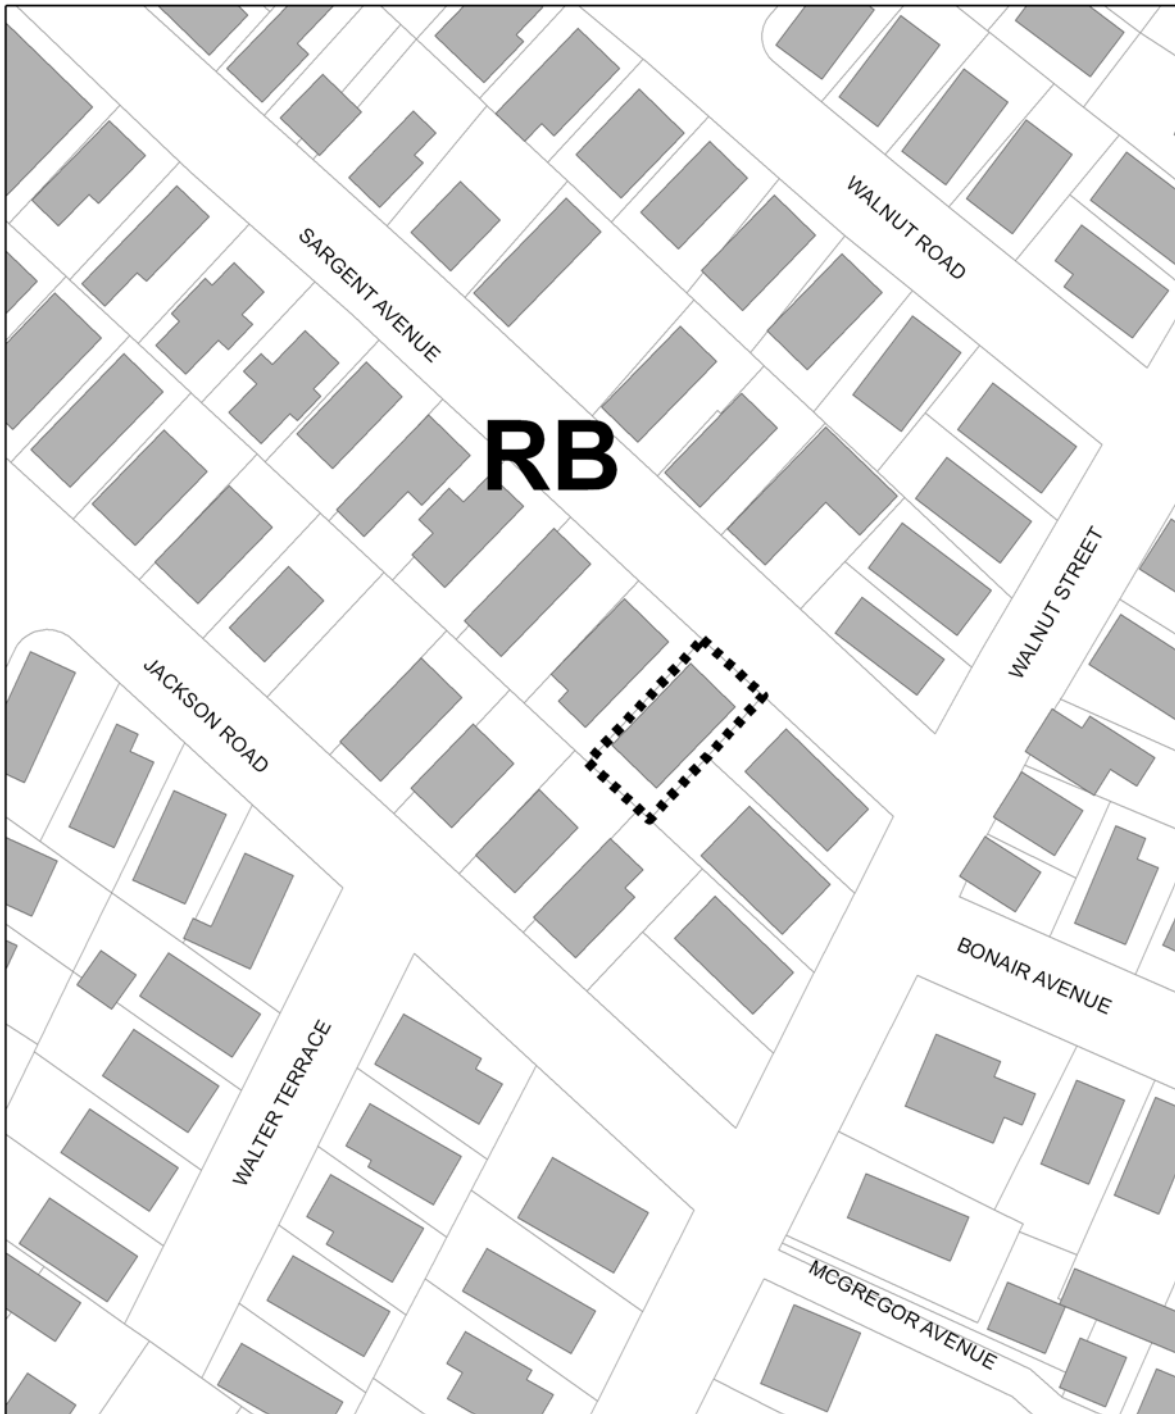 WALNUT ROAD
SARGENT AVENUE
RB
WALNUT STREET
JACKSON ROAD
BONAIR AVENUE
WALTER TERRACE
MCGREGOR AVENUE